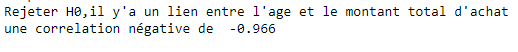 Rejeter H0,il y'a un lien entre l'age et le montant total d'achat
une correlation négative de  -0.966